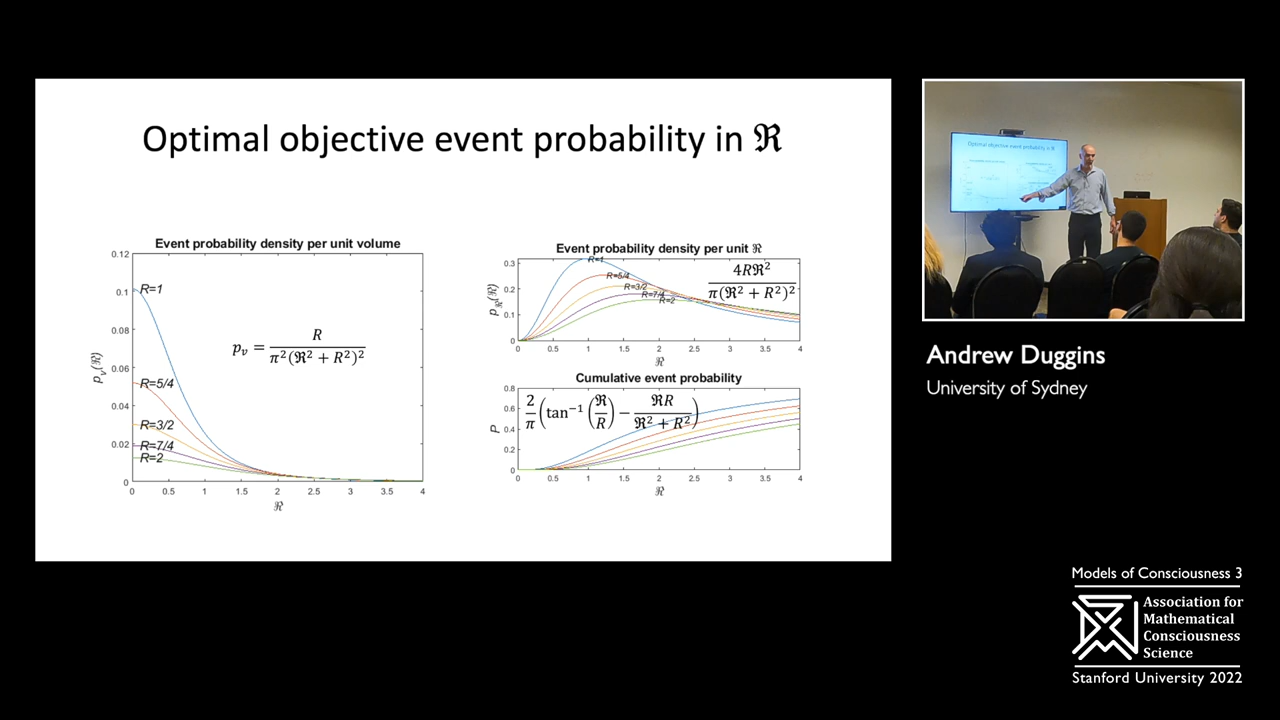 Optimal objective event probability in ℜ
Event probability density per unit volume
0.12
0.1
0.08
0.06
0.04
0.02
0
p_v(ℜ)
R=1
R=5/4
R=3/2
R=7/4
R=2
p_v = R / π²(ℜ² + R²)²
0 0.5 1 1.5 2 2.5 3 3.5 4
ℜ
Event probability density per unit ℜ
0.3
0.2
0.1
0
p_ℜ(ℜ)
R=1
R=5/4
R=3/2
R=7/4
R=2
4Rℜ² / π(ℜ² + R²)²
0 0.5 1 1.5 2 2.5 3 3.5 4
ℜ
Cumulative event probability
0.8
0.6
0.4
0.2
0
P
2/π (tan⁻¹(ℜ/R) − ℜR / ℜ² + R²)
0 0.5 1 1.5 2 2.5 3 3.5 4
ℜ
Optimal objective event probability in ℜ
Andrew Duggins
University of Sydney
Models of Consciousness 3
Association for
Mathematical
Consciousness
Science
Stanford University 2022